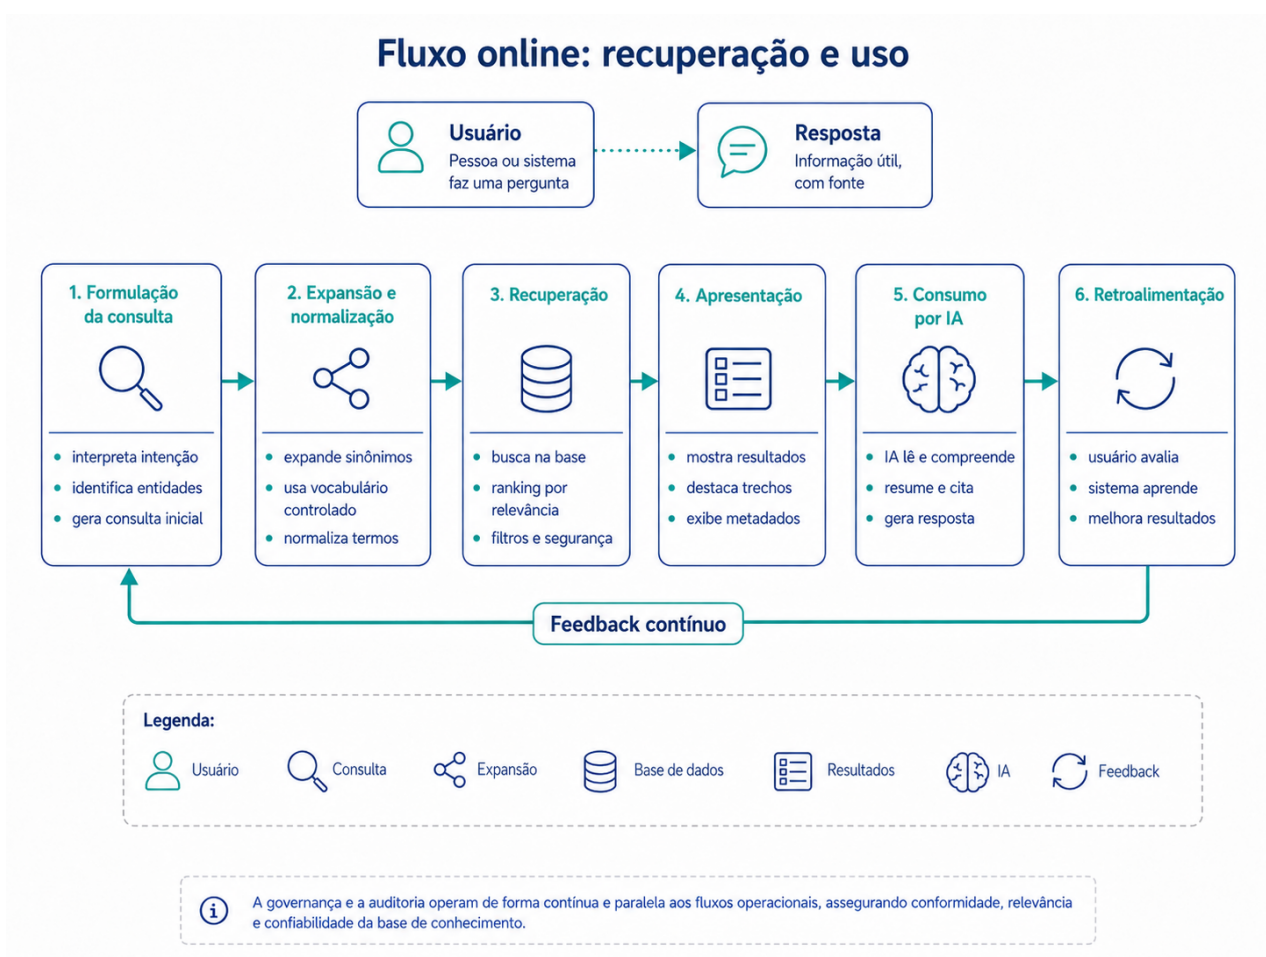 Fluxo online: recuperação e uso
Usuário
Pessoa ou sistema
faz uma pergunta
Resposta
Informação útil,
com fonte
1. Formulação
da consulta
interpreta intenção
identifica entidades
gera consulta inicial
2. Expansão e
normalização
expande sinônimos
usa vocabulário
controlado
normaliza termos
3. Recuperação
busca na base
ranking por
relevância
filtros e segurança
4. Apresentação
mostra resultados
destaca trechos
exibe metadados
5. Consumo
por IA
IA lê e compreende
resume e cita
gera resposta
6. Retroalimentação
usuário avalia
sistema aprende
melhora resultados
Feedback contínuo
Legenda:
Usuário
Consulta
Expansão
Base de dados
Resultados
IA
Feedback
A governança e a auditoria operam de forma contínua e paralela aos fluxos operacionais, assegurando conformidade, relevância
e confiabilidade da base de conhecimento.